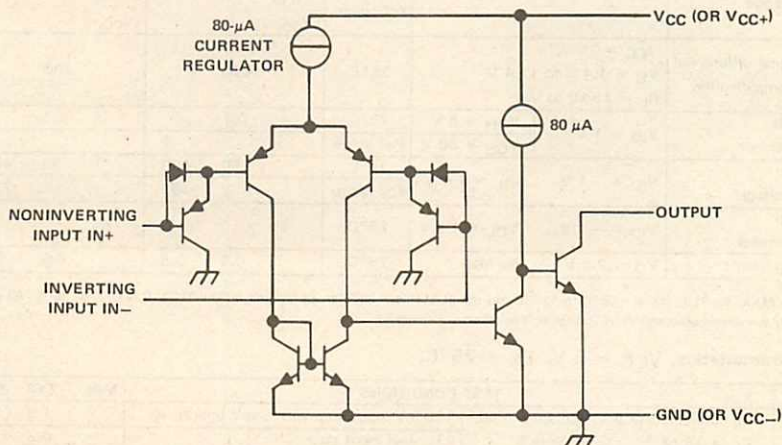 80-μA
CURRENT
REGULATOR
VCC (OR VCC+)
80 μA
NONINVERTING
INPUT IN+
OUTPUT
INVERTING
INPUT IN−
GND (OR VCC−)